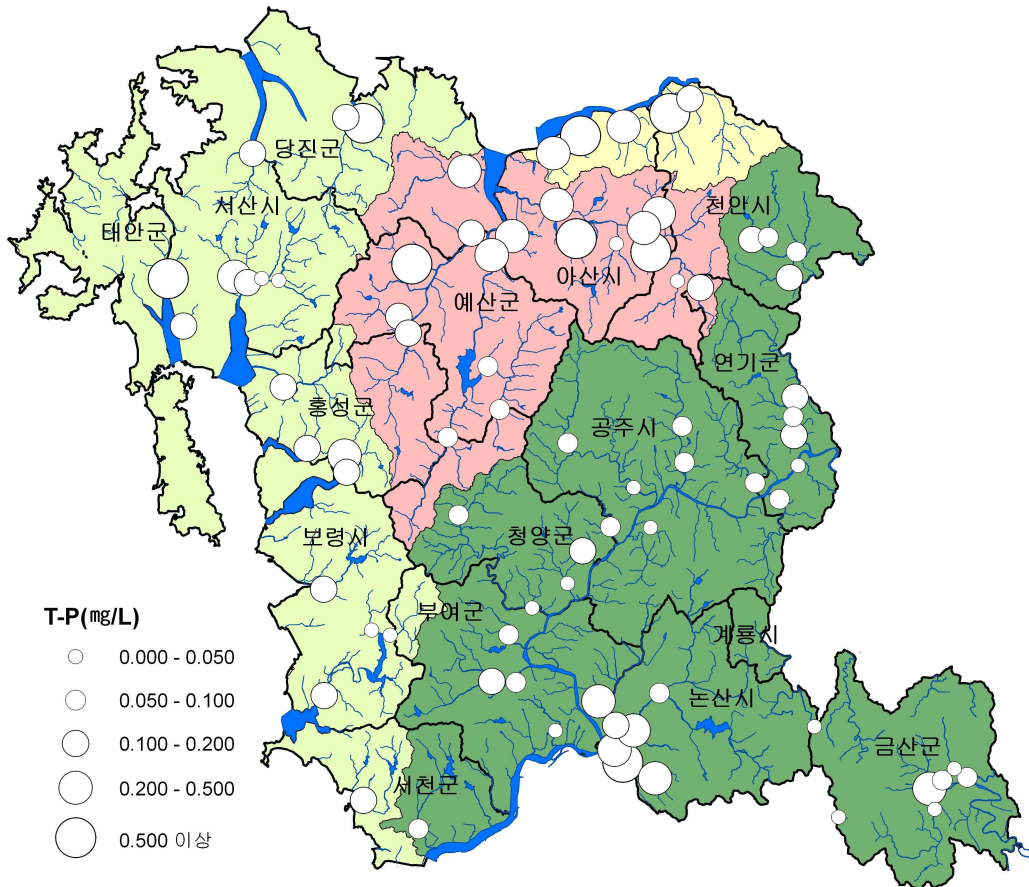 당진군
서산시
태안군
천안시
아산시
예산군
연기군
홍성군
공주시
보령시
청양군
부여군
계룡시
논산시
금산군
서천군
T-P(㎎/L)
0.000 - 0.050
0.050 - 0.100
0.100 - 0.200
0.200 - 0.500
0.500 이상